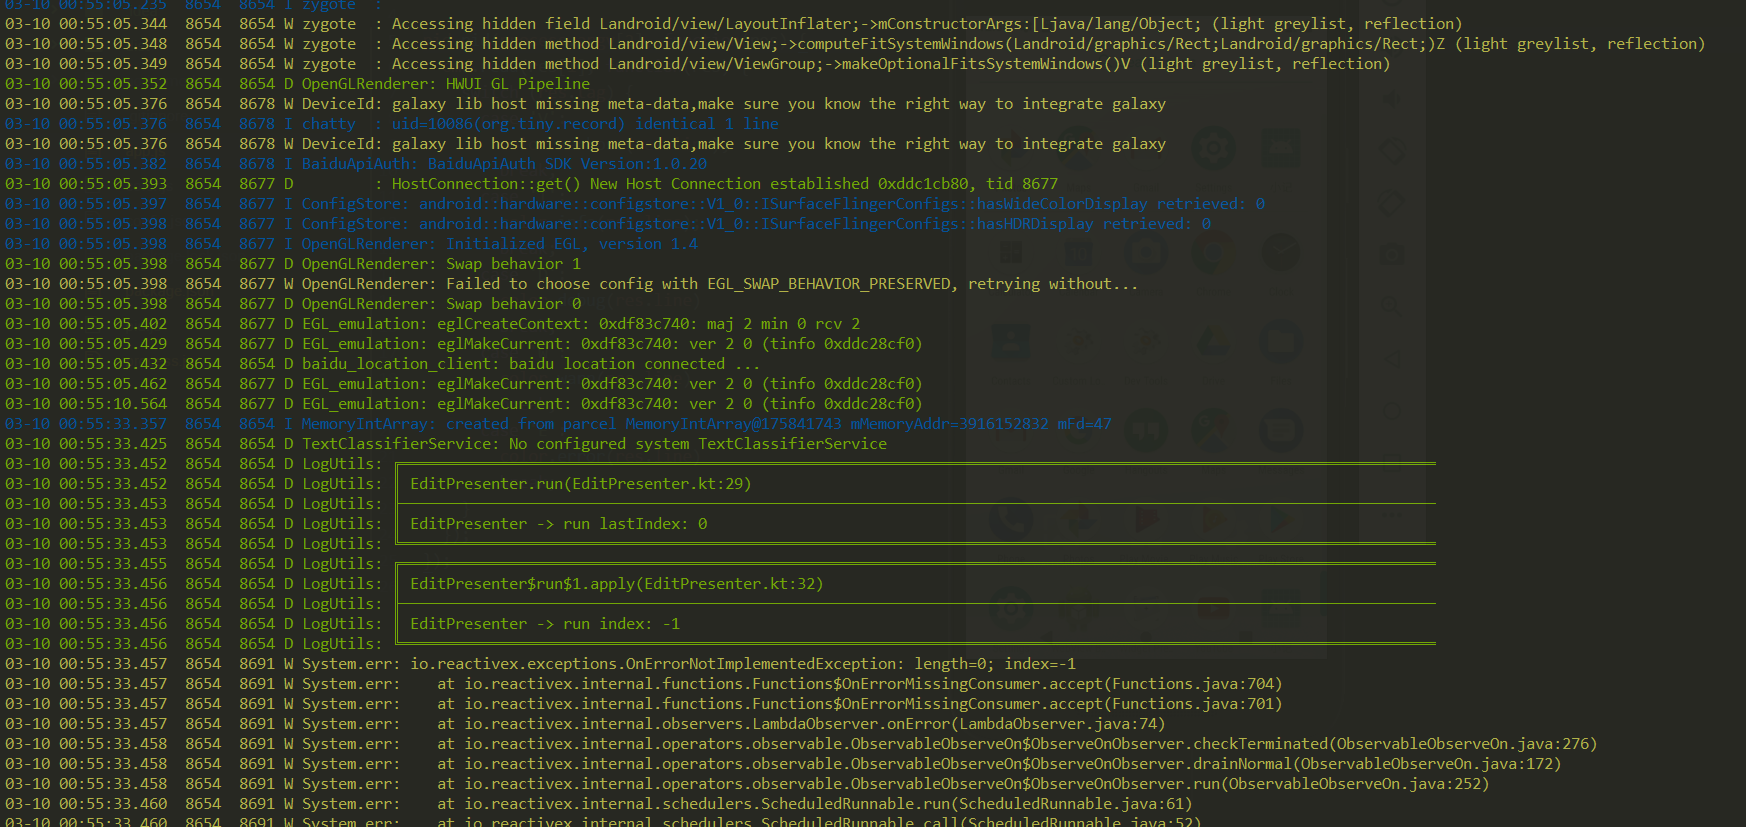 03-10 00:55:05.235  8654  8654 I zygote  :
03-10 00:55:05.344  8654  8654 W zygote  : Accessing hidden field Landroid/view/LayoutInflater;->mConstructorArgs:[Ljava/lang/Object; (light greylist, reflection)
03-10 00:55:05.348  8654  8654 W zygote  : Accessing hidden method Landroid/view/View;->computeFitSystemWindows(Landroid/graphics/Rect;Landroid/graphics/Rect;)Z (light greylist, reflection)
03-10 00:55:05.349  8654  8654 W zygote  : Accessing hidden method Landroid/view/ViewGroup;->makeOptionalFitsSystemWindows()V (light greylist, reflection)
03-10 00:55:05.352  8654  8654 D OpenGLRenderer: HWUI GL Pipeline
03-10 00:55:05.376  8654  8678 W DeviceId: galaxy lib host missing meta-data,make sure you know the right way to integrate galaxy
03-10 00:55:05.376  8654  8678 I chatty  : uid=10086(org.tiny.record) identical 1 line
03-10 00:55:05.376  8654  8678 W DeviceId: galaxy lib host missing meta-data,make sure you know the right way to integrate galaxy
03-10 00:55:05.382  8654  8678 I BaiduApiAuth: BaiduApiAuth SDK Version:1.0.20
03-10 00:55:05.393  8654  8677 D         : HostConnection::get() New Host Connection established 0xddc1cb80, tid 8677
03-10 00:55:05.397  8654  8677 I ConfigStore: android::hardware::configstore::V1_0::ISurfaceFlingerConfigs::hasWideColorDisplay retrieved: 0
03-10 00:55:05.398  8654  8677 I ConfigStore: android::hardware::configstore::V1_0::ISurfaceFlingerConfigs::hasHDRDisplay retrieved: 0
03-10 00:55:05.398  8654  8677 I OpenGLRenderer: Initialized EGL, version 1.4
03-10 00:55:05.398  8654  8677 D OpenGLRenderer: Swap behavior 1
03-10 00:55:05.398  8654  8677 W OpenGLRenderer: Failed to choose config with EGL_SWAP_BEHAVIOR_PRESERVED, retrying without...
03-10 00:55:05.398  8654  8677 D OpenGLRenderer: Swap behavior 0
03-10 00:55:05.402  8654  8677 D EGL_emulation: eglCreateContext: 0xdf83c740: maj 2 min 0 rcv 2
03-10 00:55:05.429  8654  8677 D EGL_emulation: eglMakeCurrent: 0xdf83c740: ver 2 0 (tinfo 0xddc28cf0)
03-10 00:55:05.432  8654  8654 D baidu_location_client: baidu location connected ...
03-10 00:55:05.462  8654  8677 D EGL_emulation: eglMakeCurrent: 0xdf83c740: ver 2 0 (tinfo 0xddc28cf0)
03-10 00:55:10.564  8654  8677 D EGL_emulation: eglMakeCurrent: 0xdf83c740: ver 2 0 (tinfo 0xddc28cf0)
03-10 00:55:33.357  8654  8654 I MemoryIntArray: created from parcel MemoryIntArray@175841743 mMemoryAddr=3916152832 mFd=47
03-10 00:55:33.425  8654  8654 D TextClassifierService: No configured system TextClassifierService
03-10 00:55:33.452  8654  8654 D LogUtils:
03-10 00:55:33.452  8654  8654 D LogUtils: EditPresenter.run(EditPresenter.kt:29)
03-10 00:55:33.453  8654  8654 D LogUtils:
03-10 00:55:33.453  8654  8654 D LogUtils: EditPresenter -> run lastIndex: 0
03-10 00:55:33.453  8654  8654 D LogUtils:
03-10 00:55:33.455  8654  8654 D LogUtils:
03-10 00:55:33.456  8654  8654 D LogUtils: EditPresenter$run$1.apply(EditPresenter.kt:32)
03-10 00:55:33.456  8654  8654 D LogUtils:
03-10 00:55:33.456  8654  8654 D LogUtils: EditPresenter -> run index: -1
03-10 00:55:33.456  8654  8654 D LogUtils:
03-10 00:55:33.457  8654  8691 W System.err: io.reactivex.exceptions.OnErrorNotImplementedException: length=0; index=-1
03-10 00:55:33.457  8654  8691 W System.err:    at io.reactivex.internal.functions.Functions$OnErrorMissingConsumer.accept(Functions.java:704)
03-10 00:55:33.457  8654  8691 W System.err:    at io.reactivex.internal.functions.Functions$OnErrorMissingConsumer.accept(Functions.java:701)
03-10 00:55:33.457  8654  8691 W System.err:    at io.reactivex.internal.observers.LambdaObserver.onError(LambdaObserver.java:74)
03-10 00:55:33.458  8654  8691 W System.err:    at io.reactivex.internal.operators.observable.ObservableObserveOn$ObserveOnObserver.checkTerminated(ObservableObserveOn.java:276)
03-10 00:55:33.458  8654  8691 W System.err:    at io.reactivex.internal.operators.observable.ObservableObserveOn$ObserveOnObserver.drainNormal(ObservableObserveOn.java:172)
03-10 00:55:33.458  8654  8691 W System.err:    at io.reactivex.internal.operators.observable.ObservableObserveOn$ObserveOnObserver.run(ObservableObserveOn.java:252)
03-10 00:55:33.460  8654  8691 W System.err:    at io.reactivex.internal.schedulers.ScheduledRunnable.run(ScheduledRunnable.java:61)
03-10 00:55:33.460  8654  8691 W System.err:    at io.reactivex.internal.schedulers.ScheduledRunnable.call(ScheduledRunnable.java:52)